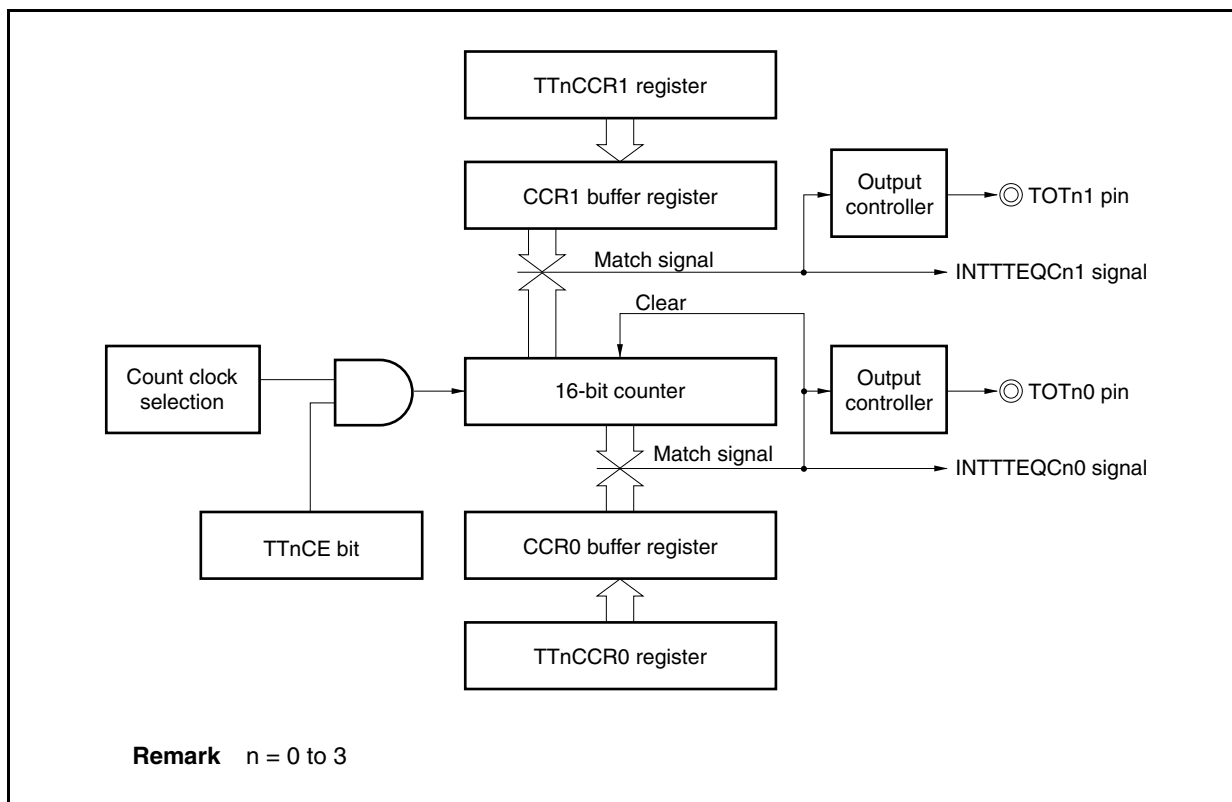 TTnCCR1 register
CCR1 buffer register
Output
controller
TOTn1 pin
Match signal
INTTTEQCn1 signal
Clear
Count clock
selection
16-bit counter
Output
controller
TOTn0 pin
Match signal
INTTTEQCn0 signal
TTnCE bit
CCR0 buffer register
TTnCCR0 register
Remark n = 0 to 3